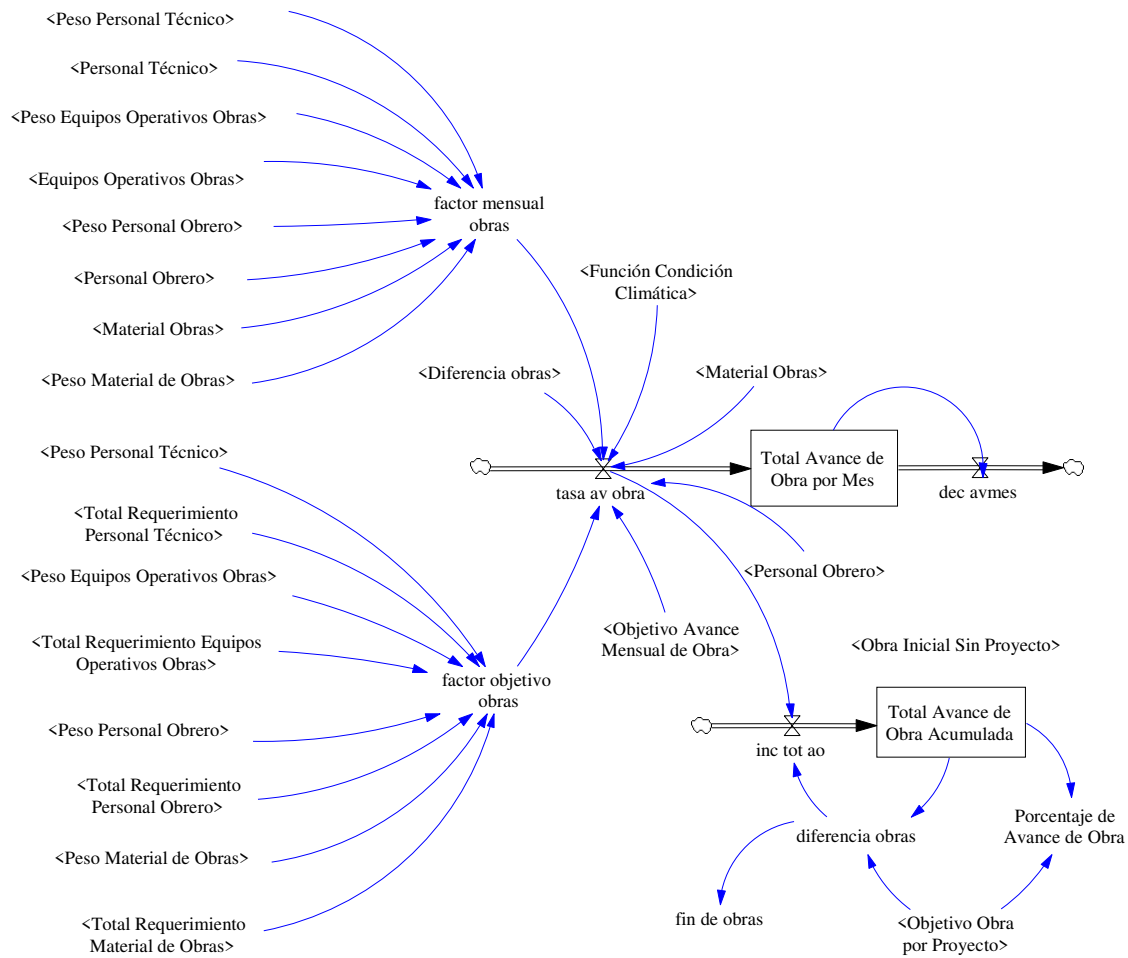 <Peso Personal Técnico>
<Personal Técnico>
<Peso Equipos Operativos Obras>
<Equipos Operativos Obras>
<Peso Personal Obrero>
<Personal Obrero>
<Material Obras>
<Peso Material de Obras>
factor mensual
obras
<Función Condición
Climática>
<Diferencia obras>
<Material Obras>
<Peso Personal Técnico>
<Total Requerimiento
Personal Técnico>
<Peso Equipos Operativos Obras>
<Total Requerimiento Equipos
Operativos Obras>
<Peso Personal Obrero>
<Total Requerimiento
Personal Obrero>
<Peso Material de Obras>
<Total Requerimiento
Material de Obras>
factor objetivo
obras
tasa av obra
Total Avance de
Obra por Mes
dec avmes
<Personal Obrero>
<Objetivo Avance
Mensual de Obra>
<Obra Inicial Sin Proyecto>
Total Avance de
Obra Acumulada
inc tot ao
diferencia obras
Porcentaje de
Avance de Obra
fin de obras
<Objetivo Obra
por Proyecto>